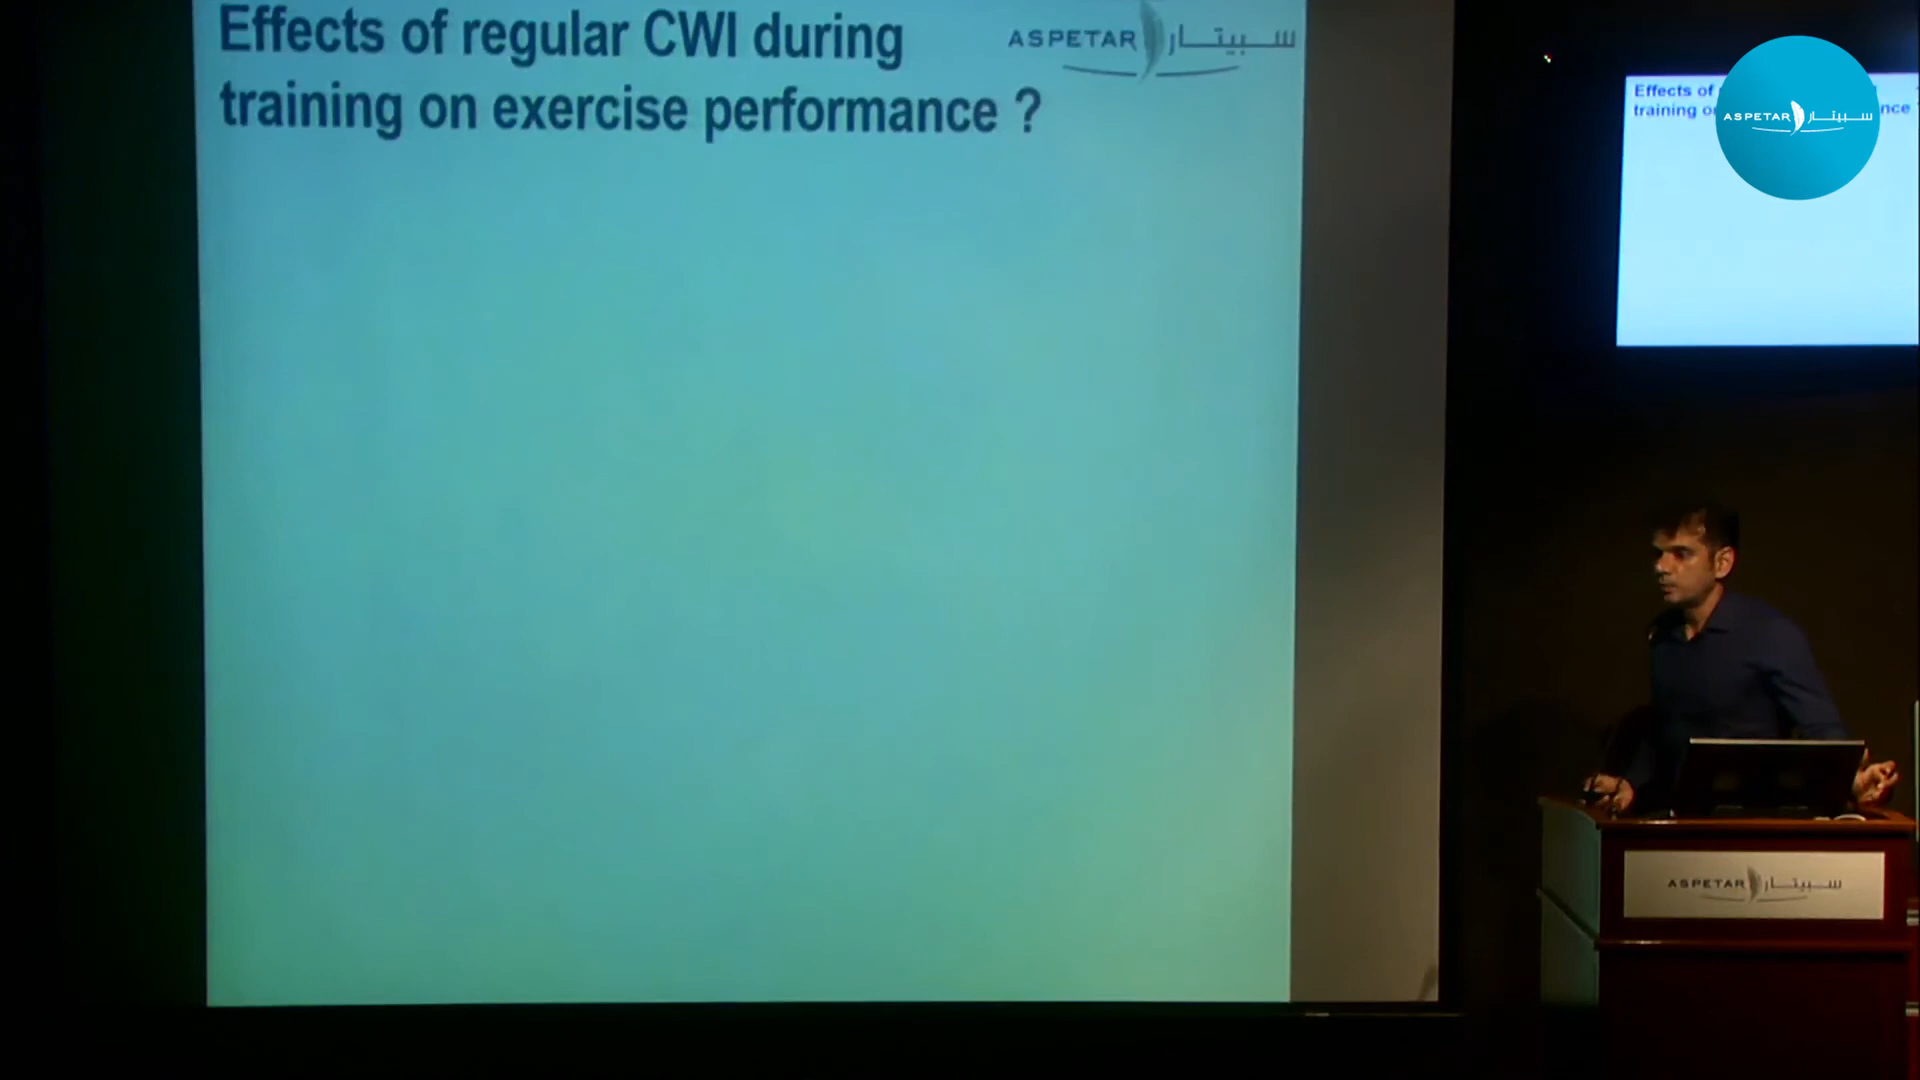 Effects of regular CWI during
training on exercise performance ?
ASPETAR سبيتار
Effects of
training o nce ?
ASPETAR سبيتار
ASPETAR سبيتار